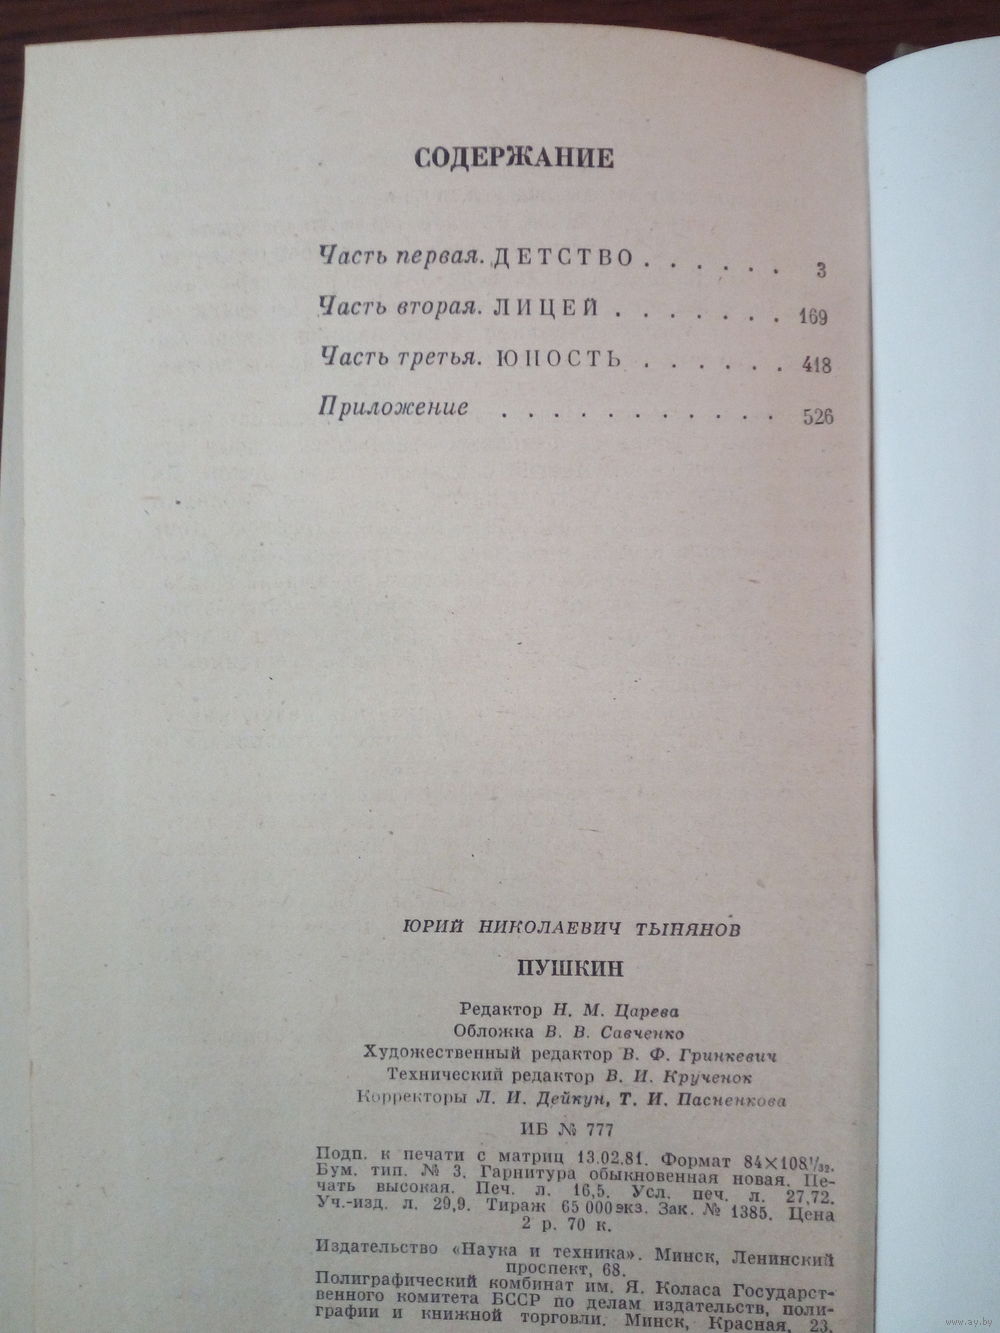 СОДЕРЖАНИЕ
Часть первая. ДЕТСТВО . . . . . . 3
Часть вторая. ЛИЦЕЙ . . . . . . . 169
Часть третья. ЮНОСТЬ . . . . . . 418
Приложение . . . . . . . . . . . 526
ЮРИЙ НИКОЛАЕВИЧ ТЫНЯНОВ
ПУШКИН
Редактор Н. М. Царева
Обложка В. В. Савченко
Художественный редактор В. Ф. Гринкевич
Технический редактор В. И. Крученок
Корректоры Л. И. Дейкун, Т. И. Пасненкова
ИБ № 777
Подп. к печати с матриц 13.02.81. Формат 84×108¹/₃₂.
Бум. тип. № 3. Гарнитура обыкновенная новая. Пе-
чать высокая. Печ. л. 16,5. Усл. печ. л. 27,72.
Уч.-изд. л. 29,9. Тираж 65 000 экз. Зак. № 1385. Цена
2 р. 70 к.
Издательство «Наука и техника». Минск, Ленинский
проспект, 68.
Полиграфический комбинат им. Я. Коласа Государст-
венного комитета БССР по делам издательств, поли-
графии и книжной торговли. Минск, Красная, 23.
www.ay.by